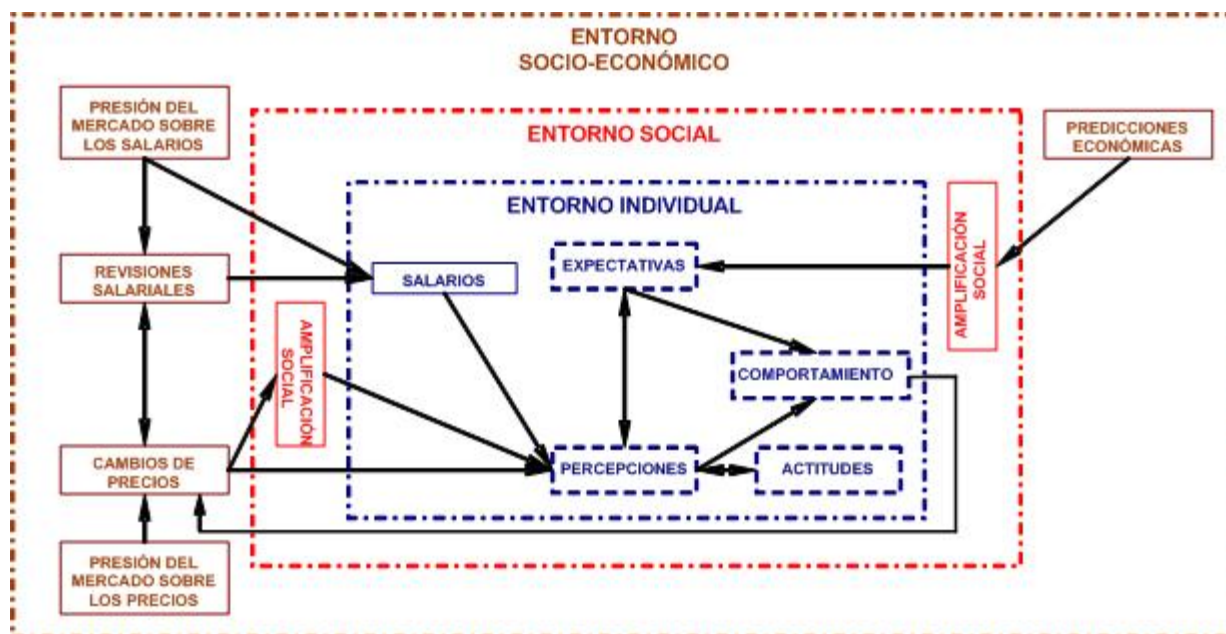 ENTORNO
SOCIO-ECONÓMICO
PRESIÓN DEL
MERCADO SOBRE
LOS SALARIOS
ENTORNO SOCIAL
PREDICCIONES
ECONÓMICAS
ENTORNO INDIVIDUAL
AMPLIFICACIÓN
SOCIAL
REVISIONES
SALARIALES
SALARIOS
EXPECTATIVAS
AMPLIFICACIÓN
SOCIAL
COMPORTAMIENTO
CAMBIOS DE
PRECIOS
PERCEPCIONES
ACTITUDES
PRESIÓN DEL
MERCADO SOBRE
LOS PRECIOS